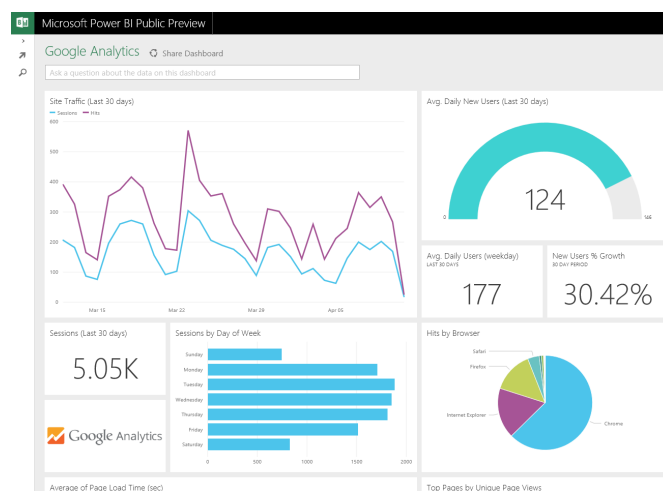 Microsoft Power BI Public Preview
Google Analytics Share Dashboard
Ask a question about the data on this dashboard
Site Traffic (Last 30 days)
Sessions Hits
600
500
400
300
200
100
0
Mar 15 Mar 22 Mar 29 Apr 05
Avg. Daily New Users (Last 30 days)
124
0 146
Avg. Daily Users (weekday)
LAST 30 DAYS
177
New Users % Growth
30 DAY PERIOD
30.42%
Sessions (Last 30 days)
5.05K
Google Analytics
Sessions by Day of Week
Sunday
Monday
Tuesday
Wednesday
Thursday
Friday
Saturday
0 500 1000 1500 2000
Hits by Browser
Safari
Firefox
Internet Explorer
Chrome
Average of Page Load Time (sec)
Top Pages by Unique Page Views